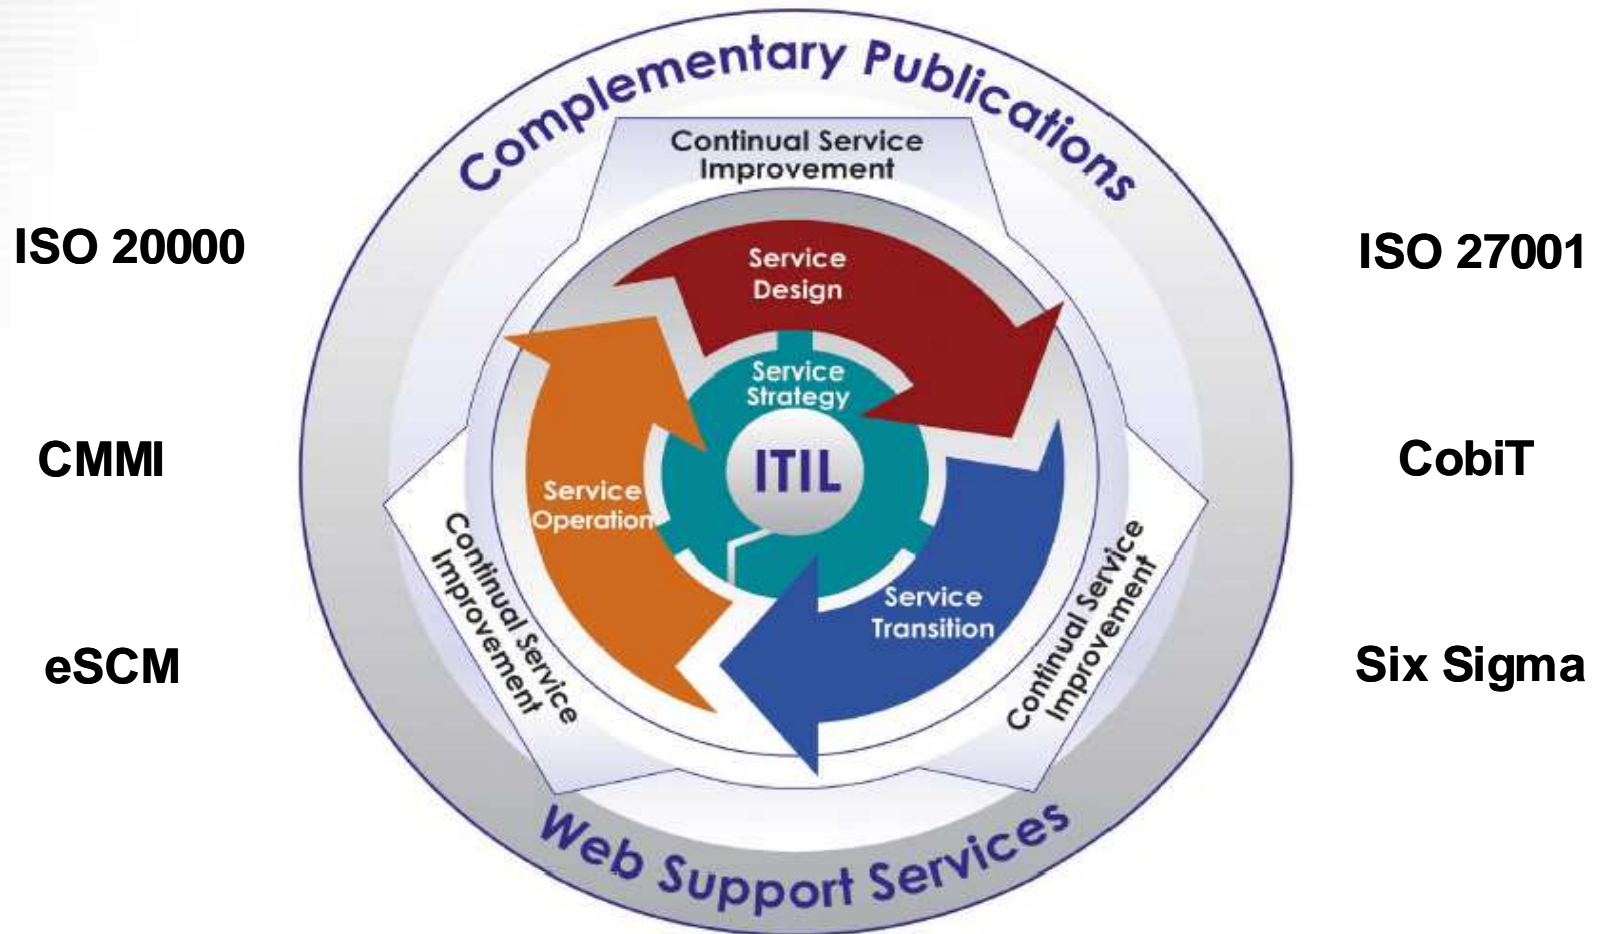 Complementary Publications
Continual Service
Improvement
ISO 20000
ISO 27001
Service
Design
Service
Strategy
CMMI
ITIL
CobiT
Service
Operation
Continual Service
Improvement
Continual Service
Improvement
Service
Transition
eSCM
Six Sigma
Web Support Services